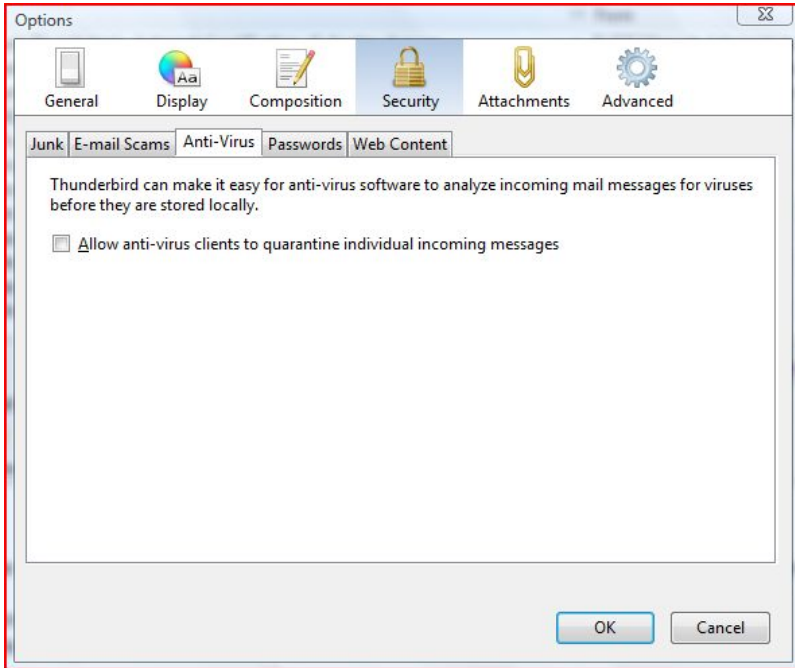 Options
General Display Composition Security Attachments Advanced
Junk E-mail Scams Anti-Virus Passwords Web Content
Thunderbird can make it easy for anti-virus software to analyze incoming mail messages for viruses
before they are stored locally.
Allow anti-virus clients to quarantine individual incoming messages
OK Cancel